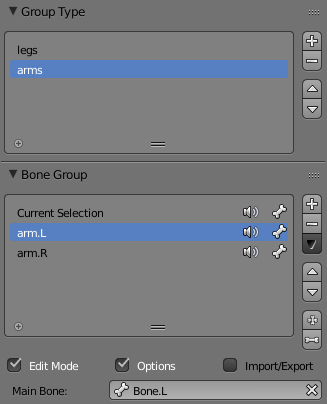 Group Type
legs
arms
Bone Group
Current Selection
arm.L
arm.R
Edit Mode Options Import/Export
Main Bone: Bone.L